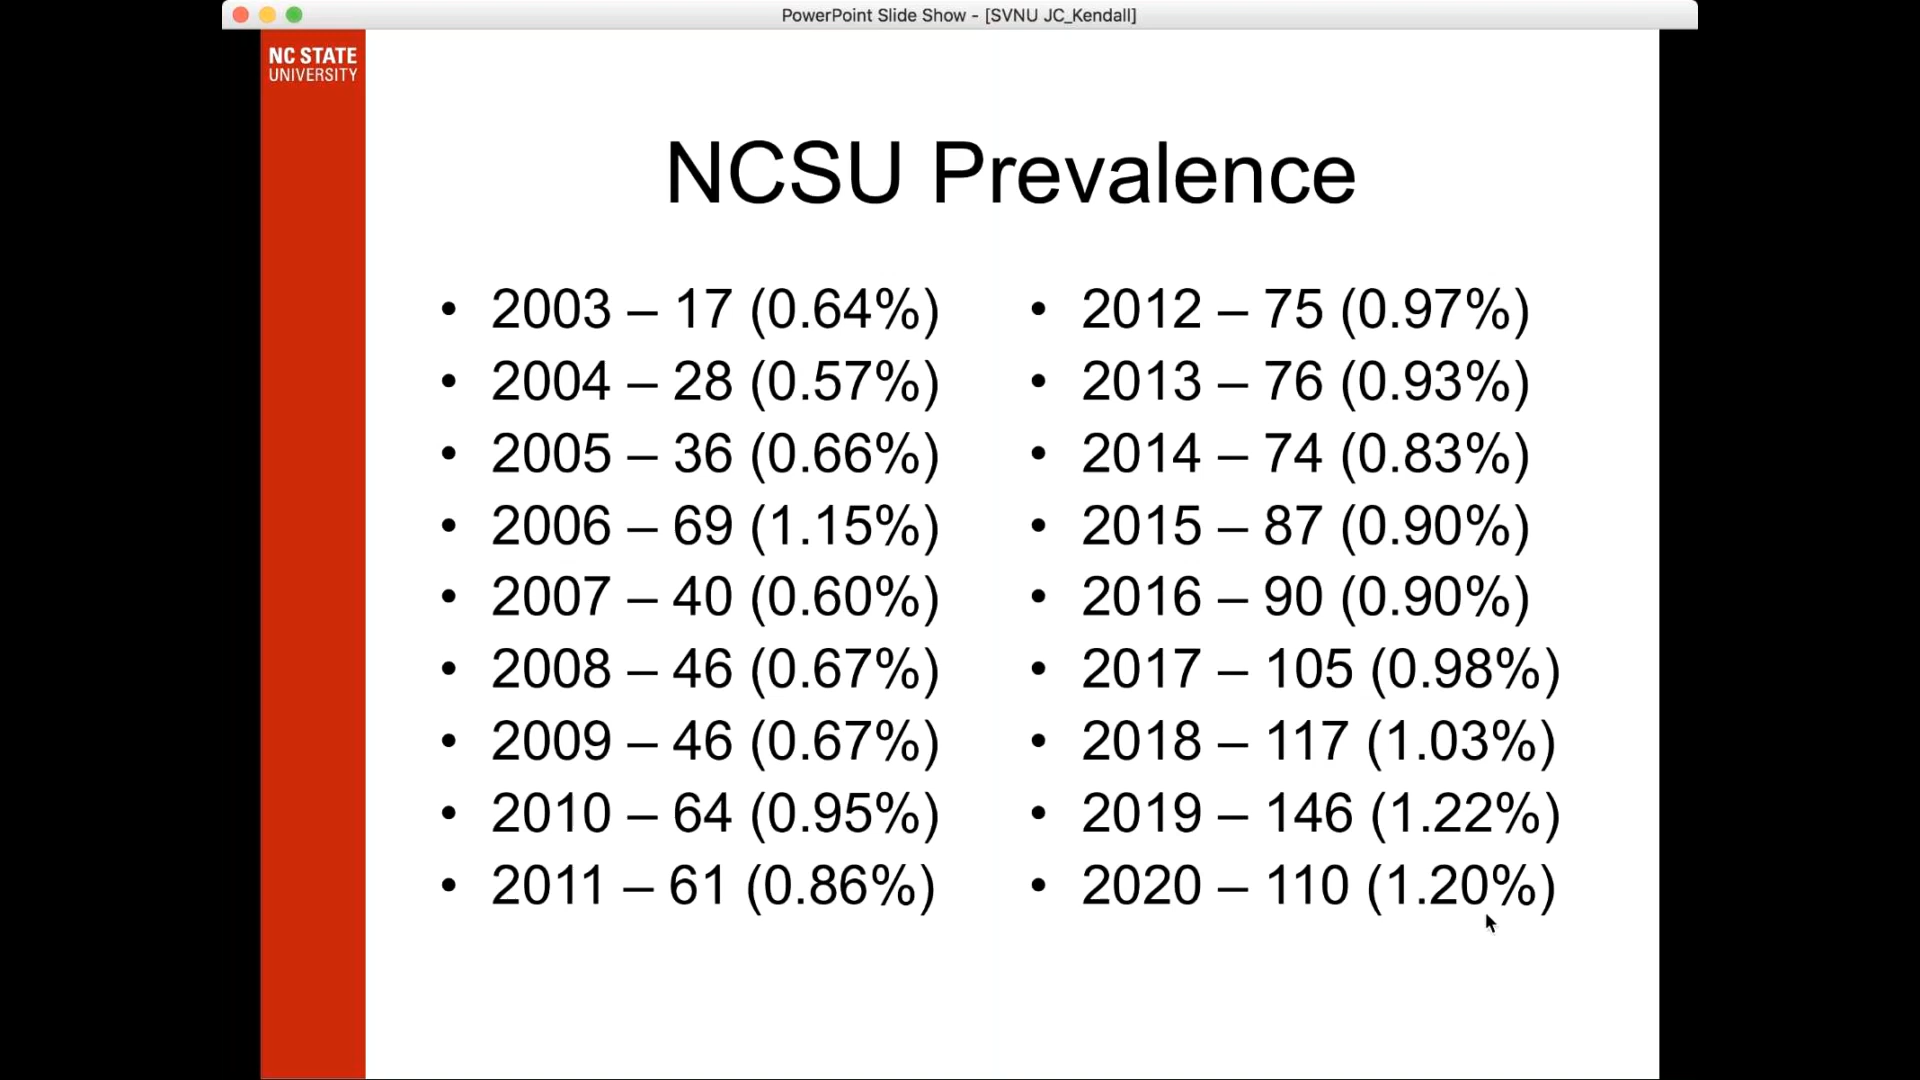 PowerPoint Slide Show - [SVNU JC_Kendall]
NC STATE
UNIVERSITY
NCSU Prevalence
• 2003 – 17 (0.64%)
• 2004 – 28 (0.57%)
• 2005 – 36 (0.66%)
• 2006 – 69 (1.15%)
• 2007 – 40 (0.60%)
• 2008 – 46 (0.67%)
• 2009 – 46 (0.67%)
• 2010 – 64 (0.95%)
• 2011 – 61 (0.86%)
• 2012 – 75 (0.97%)
• 2013 – 76 (0.93%)
• 2014 – 74 (0.83%)
• 2015 – 87 (0.90%)
• 2016 – 90 (0.90%)
• 2017 – 105 (0.98%)
• 2018 – 117 (1.03%)
• 2019 – 146 (1.22%)
• 2020 – 110 (1.20%)